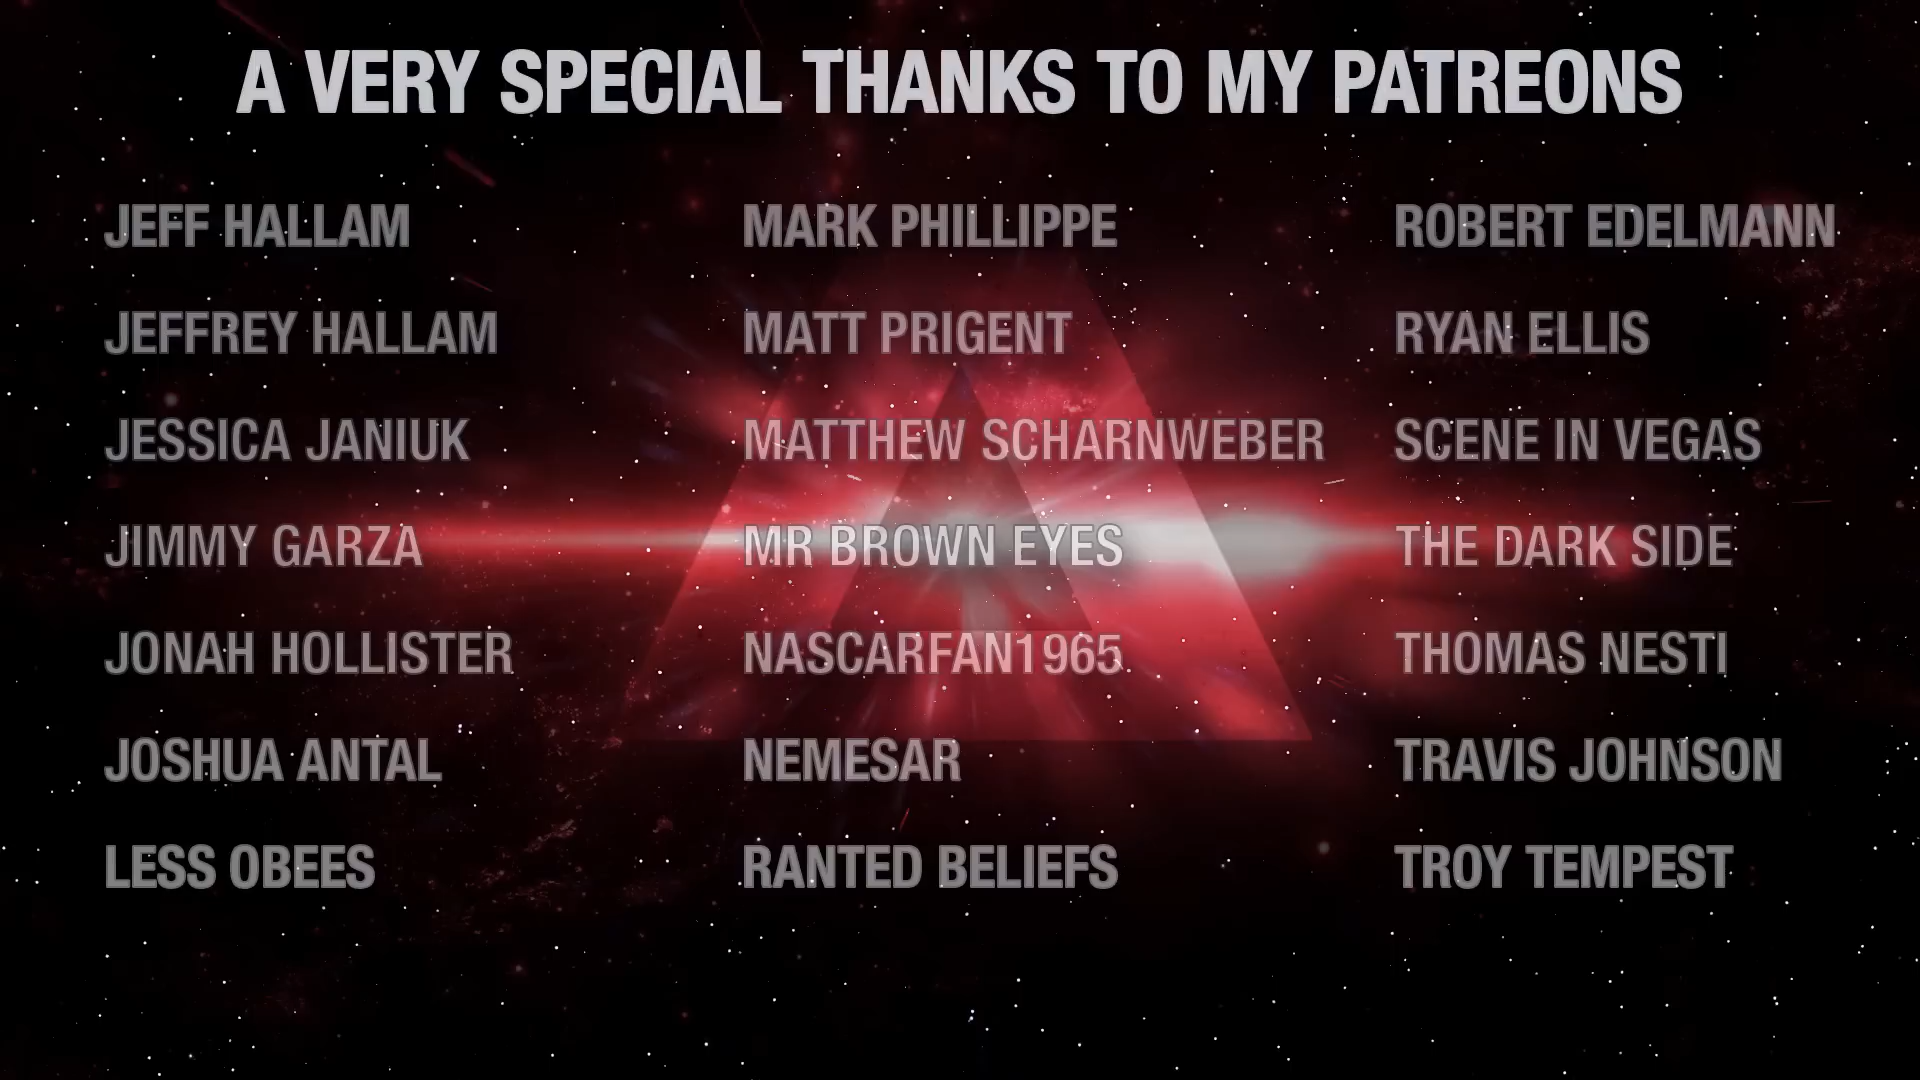 A VERY SPECIAL THANKS TO MY PATREONS
JEFF HALLAM
JEFFREY HALLAM
JESSICA JANIUK
JIMMY GARZA
JONAH HOLLISTER
JOSHUA ANTAL
LESS OBEES
MARK PHILLIPPE
MATT PRIGENT
MATTHEW SCHARNWEBER
MR BROWN EYES
NASCARFAN1965
NEMESAR
RANTED BELIEFS
ROBERT EDELMANN
RYAN ELLIS
SCENE IN VEGAS
THE DARK SIDE
THOMAS NESTI
TRAVIS JOHNSON
TROY TEMPEST